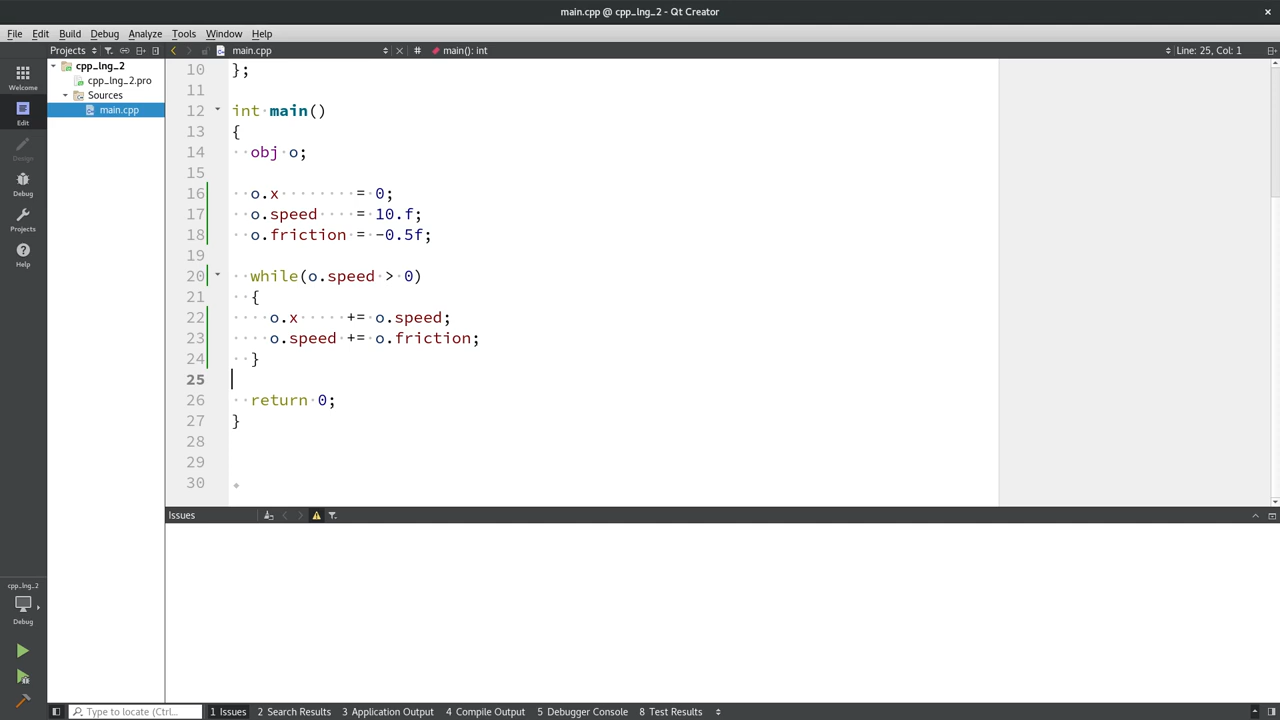 main.cpp @ cpp_lng_2 - Qt Creator ×
File Edit Build Debug Analyze Tools Window Help
Projects main.cpp # main(): int Line: 25, Col: 1
cpp_lng_2
cpp_lng_2.pro
Sources
main.cpp
Welcome
Edit
Design
Debug
Projects
Help
cpp_lng_2
Debug
10 };
11
12 int main()
13 {
14 obj o;
15
16 o.x = 0;
17 o.speed = 10.f;
18 o.friction = -0.5f;
19
20 while(o.speed > 0)
21 {
22 o.x += o.speed;
23 o.speed += o.friction;
24 }
25
26 return 0;
27 }
28
29
30
Issues
Type to locate (Ctrl... 1 Issues 2 Search Results 3 Application Output 4 Compile Output 5 Debugger Console 8 Test Results